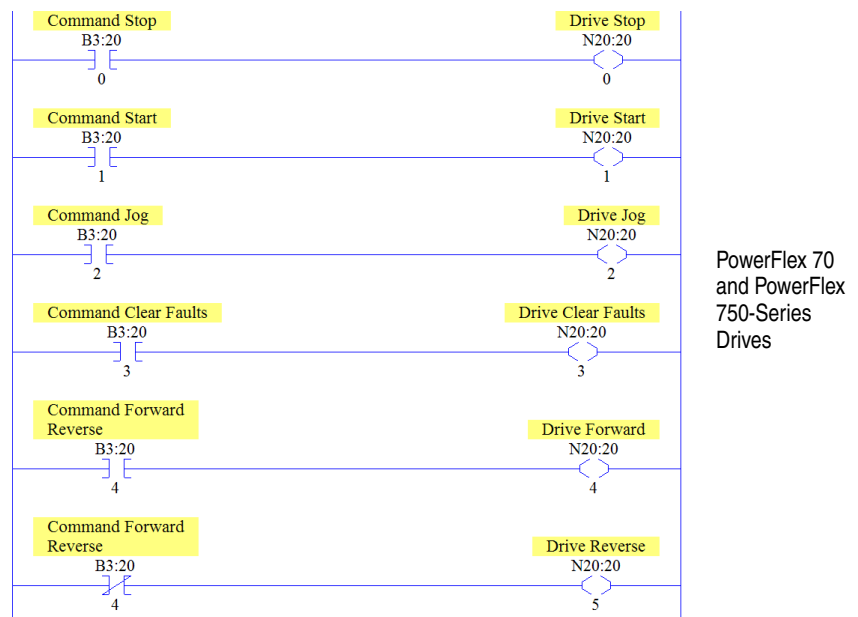 Command Stop
Drive Stop
B3:20
N20:20
0
0
Command Start
Drive Start
B3:20
N20:20
1
1
Command Jog
Drive Jog
B3:20
N20:20
2
2
Command Clear Faults
Drive Clear Faults
B3:20
N20:20
3
3
Command Forward
Reverse
Drive Forward
B3:20
N20:20
4
4
Command Forward
Reverse
Drive Reverse
B3:20
N20:20
4
5
PowerFlex 70
and PowerFlex
750-Series
Drives